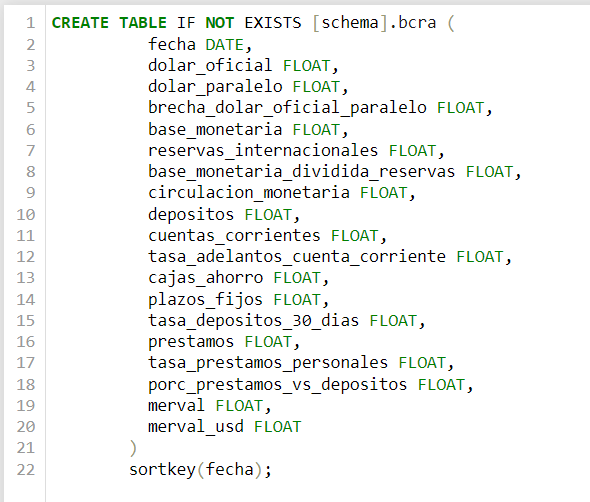 1 CREATE TABLE IF NOT EXISTS [schema].bcra (
2 fecha DATE,
3 dolar_oficial FLOAT,
4 dolar_paralelo FLOAT,
5 brecha_dolar_oficial_paralelo FLOAT,
6 base_monetaria FLOAT,
7 reservas_internacionales FLOAT,
8 base_monetaria_dividida_reservas FLOAT,
9 circulacion_monetaria FLOAT,
10 depositos FLOAT,
11 cuentas_corrientes FLOAT,
12 tasa_adelantos_cuenta_corriente FLOAT,
13 cajas_ahorro FLOAT,
14 plazos_fijos FLOAT,
15 tasa_depositos_30_dias FLOAT,
16 prestamos FLOAT,
17 tasa_prestamos_personales FLOAT,
18 porc_prestamos_vs_depositos FLOAT,
19 merval FLOAT,
20 merval_usd FLOAT
21 )
22 sortkey(fecha);